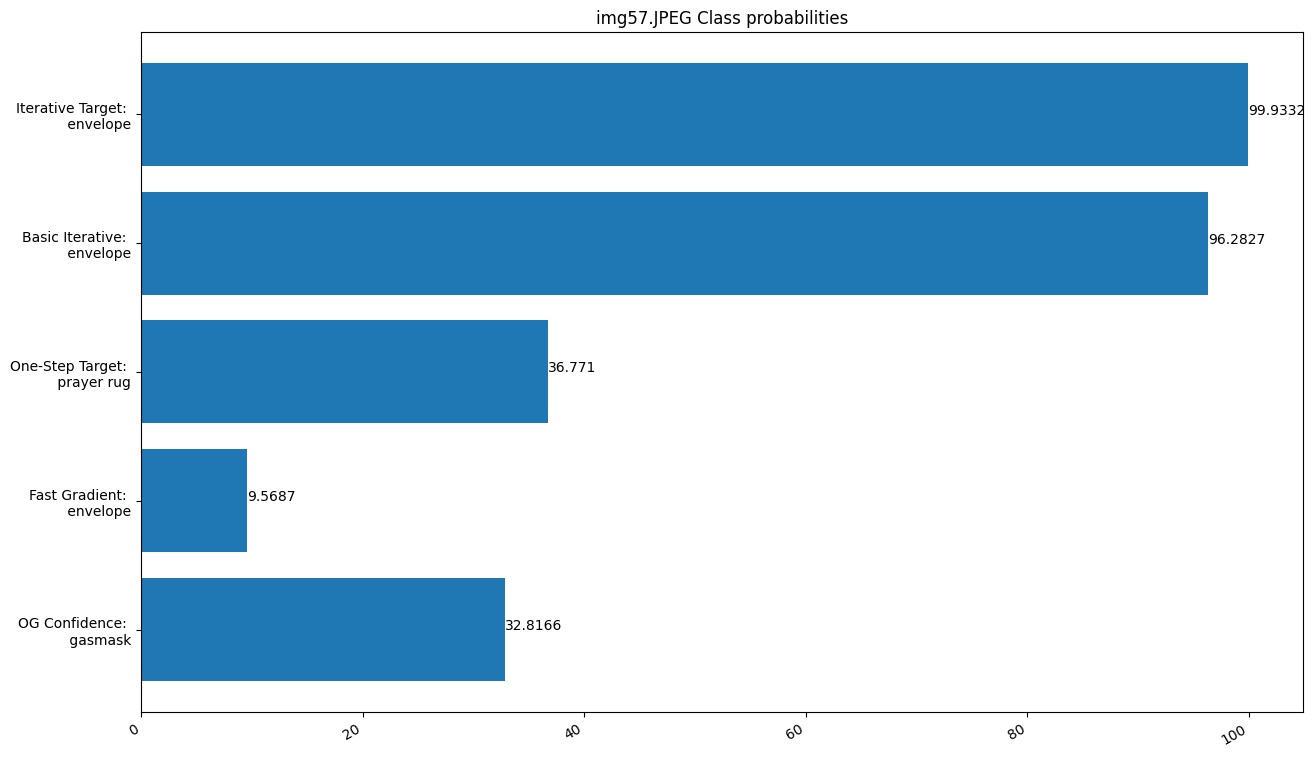 img57.JPEG Class probabilities
Iterative Target:
envelope
99.9332
Basic Iterative:
envelope
96.2827
One-Step Target:
prayer rug
36.771
Fast Gradient:
envelope
9.5687
OG Confidence:
gasmask
32.8166
0 20 40 60 80 100